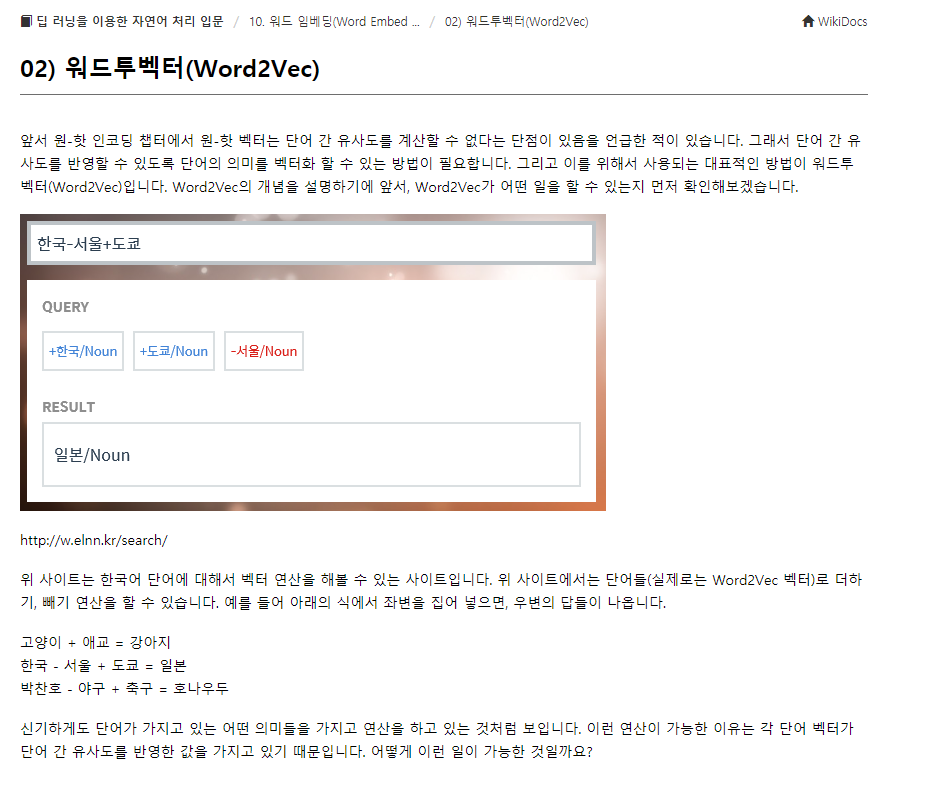 딥 러닝을 이용한 자연어 처리 입문 / 10. 워드 임베딩(Word Embed ... / 02) 워드투벡터(Word2Vec) WikiDocs
02) 워드투벡터(Word2Vec)
앞서 원-핫 인코딩 챕터에서 원-핫 벡터는 단어 간 유사도를 계산할 수 없다는 단점이 있음을 언급한 적이 있습니다. 그래서 단어 간 유
사도를 반영할 수 있도록 단어의 의미를 벡터화 할 수 있는 방법이 필요합니다. 그리고 이를 위해서 사용되는 대표적인 방법이 워드투
벡터(Word2Vec)입니다. Word2Vec의 개념을 설명하기에 앞서, Word2Vec가 어떤 일을 할 수 있는지 먼저 확인해보겠습니다.
한국-서울+도쿄
QUERY
+한국/Noun +도쿄/Noun -서울/Noun
RESULT
일본/Noun
http://w.elnn.kr/search/
위 사이트는 한국어 단어에 대해서 벡터 연산을 해볼 수 있는 사이트입니다. 위 사이트에서는 단어들(실제로는 Word2Vec 벡터)로 더하
기, 빼기 연산을 할 수 있습니다. 예를 들어 아래의 식에서 좌변을 집어 넣으면, 우변의 답들이 나옵니다.
고양이 + 애교 = 강아지
한국 - 서울 + 도쿄 = 일본
박찬호 - 야구 + 축구 = 호나우두
신기하게도 단어가 가지고 있는 어떤 의미들을 가지고 연산을 하고 있는 것처럼 보입니다. 이런 연산이 가능한 이유는 각 단어 벡터가
단어 간 유사도를 반영한 값을 가지고 있기 때문입니다. 어떻게 이런 일이 가능한 것일까요?